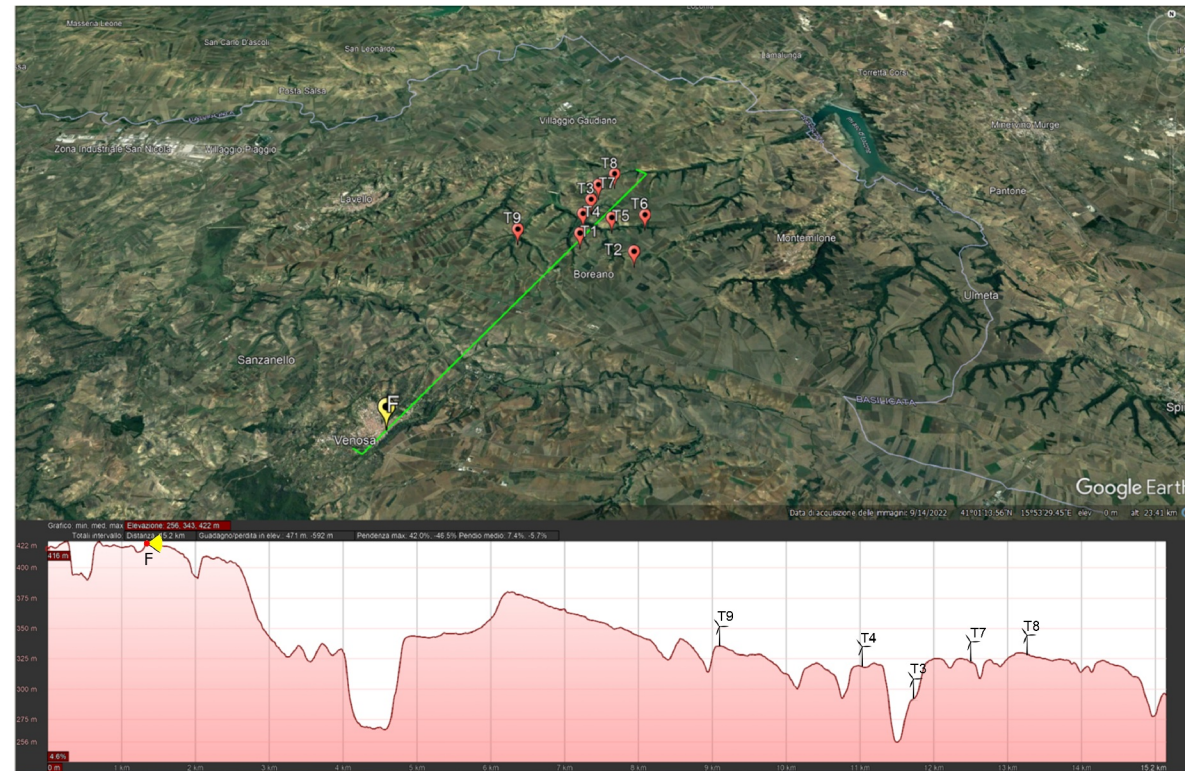 Masseria Leone
San Carlo D'ascoli
San Leonardo
Lamalunga
Posta Salsa
Torretta Corsi
Villaggio Gaudiano
Minervino Murge
Zona Industriale San Nicola
Villaggio Piaggio
N
T8
T7
T3
Lavello
Pantone
T4
T5
T6
T9
T1
Montemilone
T2
Boreano
Ulmeta
Sanzanello
BASILICATA
F
Venosa
Google Earth
Data di acquisizione delle immagini: 9/14/2022 41°01'13.56"N 15°53'29.45"E elev 0 m alt 23.41 km
Grafico: min. med. max Elevazione: 256, 343, 422 m
Totali intervallo: Distanza: 15.2 km Guadagno/perdita in elev.: 471 m, -592 m Pendenza max. 42.0%, -46.5% Pendio medio: 7.4%, -5.7%
422 m
416 m
F
400 m
375 m
350 m
325 m
300 m
275 m
256 m
T9
T4
T3
T7
T8
4.6%
0 m 1 km 2 km 3 km 4 km 5 km 6 km 7 km 8 km 9 km 10 km 11 km 12 km 13 km 14 km 15.2 km